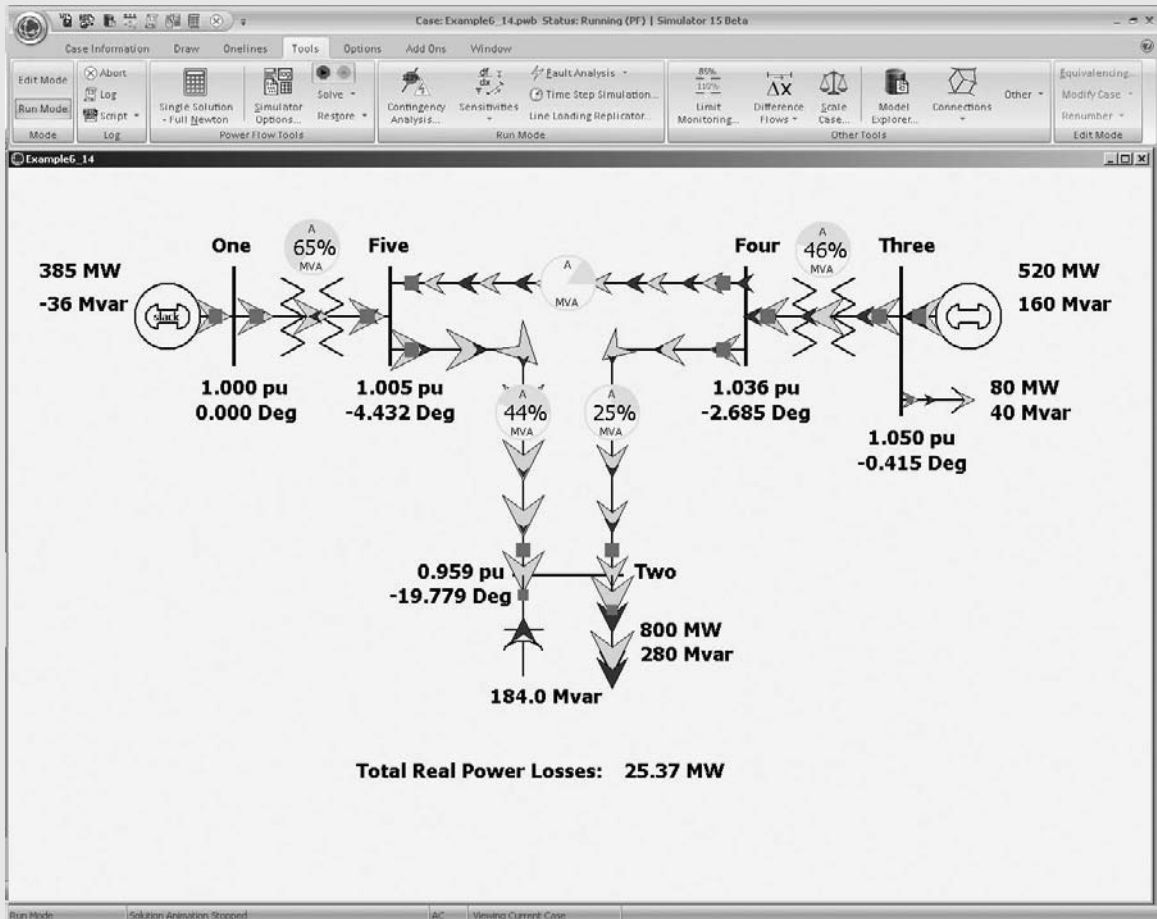 Case: Example6_14.pwb Status: Running (PF) | Simulator 15 Beta
Case Information Draw Onelines Tools Options Add Ons Window
Edit Mode
Run Mode
Mode
Abort
Log
Script
Log
Single Solution
- Full Newton
Simulator
Options...
Solve
Restore
Power Flow Tools
Contingency
Analysis...
Sensitivities
Fault Analysis
Time Step Simulation...
Line Loading Replicator...
Run Mode
85%
110%
Limit
Monitoring...
ΔX
Difference
Flows
Scale
Case...
Model
Explorer...
Connections
Other
Other Tools
Equivalencing...
Modify Case
Renumber
Edit Mode
Example6_14
One
A
65%
MVA
Five
A
MVA
Four
A
46%
MVA
Three
385 MW
-36 Mvar
slack
520 MW
160 Mvar
1.000 pu
0.000 Deg
1.005 pu
-4.432 Deg
A
44%
MVA
A
25%
MVA
1.036 pu
-2.685 Deg
80 MW
40 Mvar
1.050 pu
-0.415 Deg
0.959 pu
-19.779 Deg
Two
800 MW
280 Mvar
184.0 Mvar
Total Real Power Losses: 25.37 MW
Run Mode Solution Animation Stopped AC Viewing Current Case